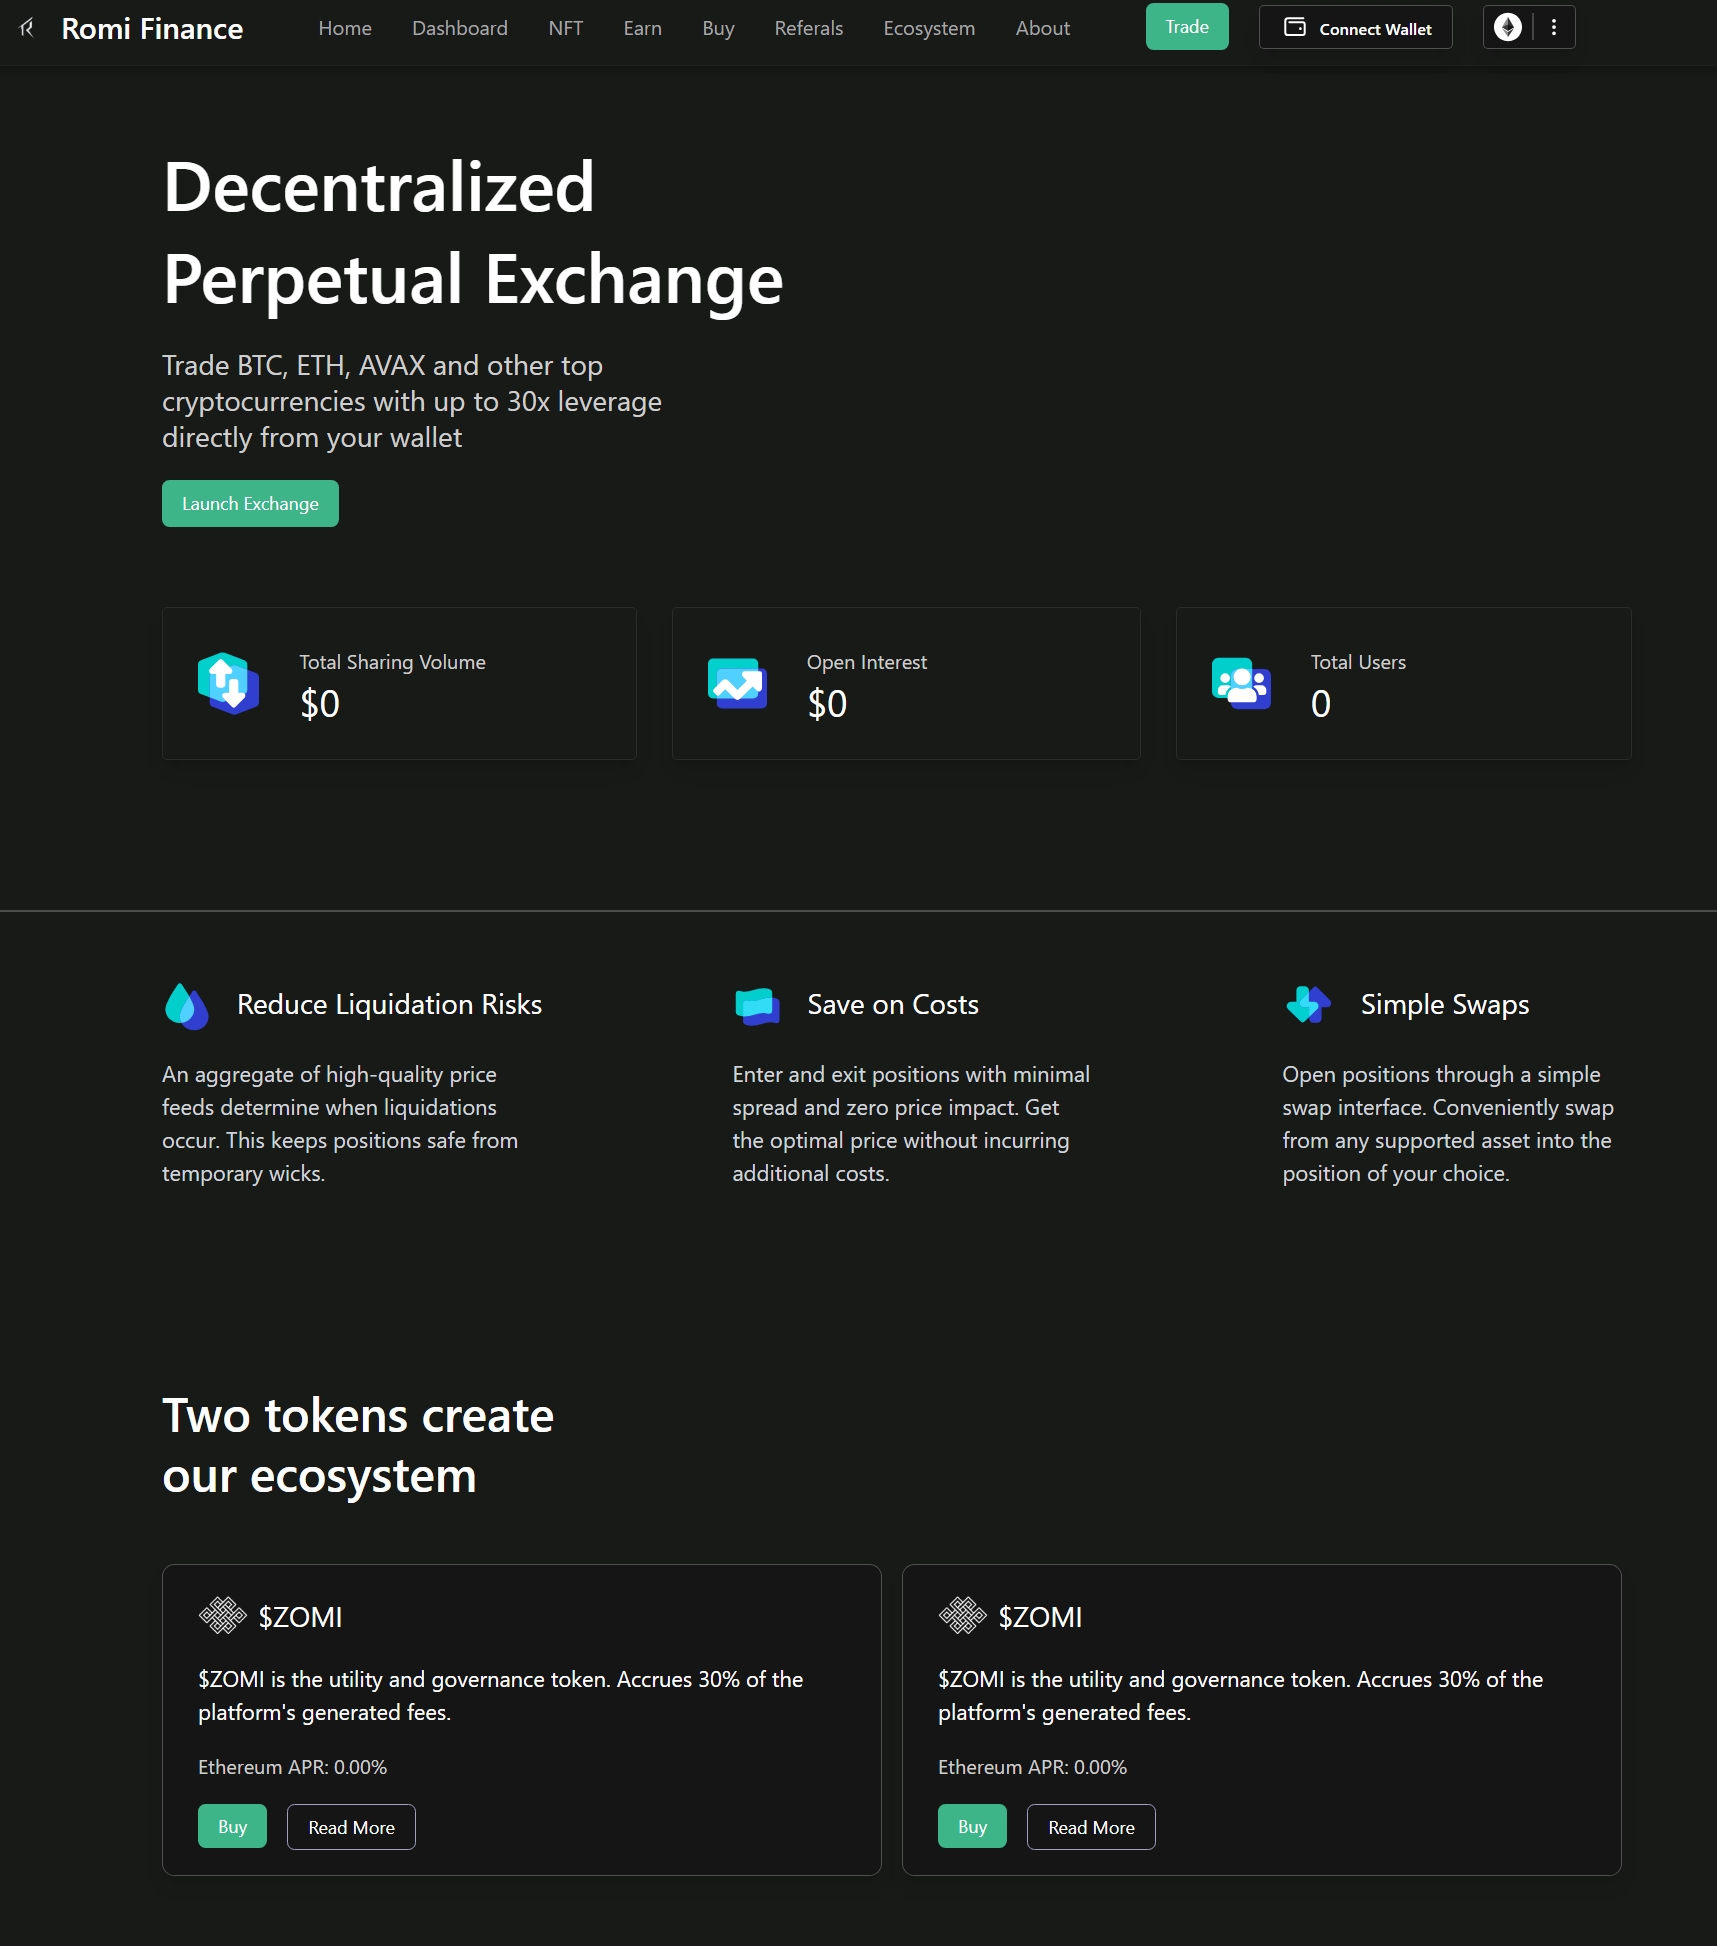 Romi Finance
Home
Dashboard
NFT
Earn
Buy
Referals
Ecosystem
About
Trade
Connect Wallet
Decentralized
Perpetual Exchange
Trade BTC, ETH, AVAX and other top
cryptocurrencies with up to 30x leverage
directly from your wallet
Launch Exchange
Total Sharing Volume
$0
Open Interest
$0
Total Users
0
Reduce Liquidation Risks
An aggregate of high-quality price
feeds determine when liquidations
occur. This keeps positions safe from
temporary wicks.
Save on Costs
Enter and exit positions with minimal
spread and zero price impact. Get
the optimal price without incurring
additional costs.
Simple Swaps
Open positions through a simple
swap interface. Conveniently swap
from any supported asset into the
position of your choice.
Two tokens create
our ecosystem
$ZOMI
$ZOMI is the utility and governance token. Accrues 30% of the
platform's generated fees.
Ethereum APR: 0.00%
Buy
Read More
$ZOMI
$ZOMI is the utility and governance token. Accrues 30% of the
platform's generated fees.
Ethereum APR: 0.00%
Buy
Read More